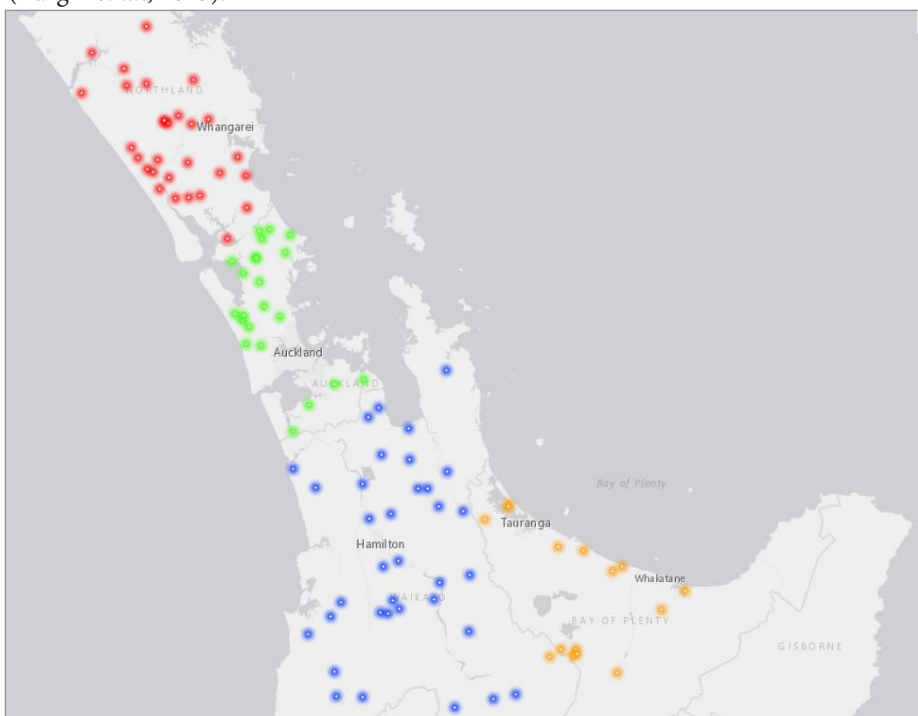 NORTHLAND
Whangarei
Auckland
AUCKLAND
Bay of Plenty
Tauranga
Hamilton
Whakatane
WAIKATO
BAY OF PLENTY
GISBORNE